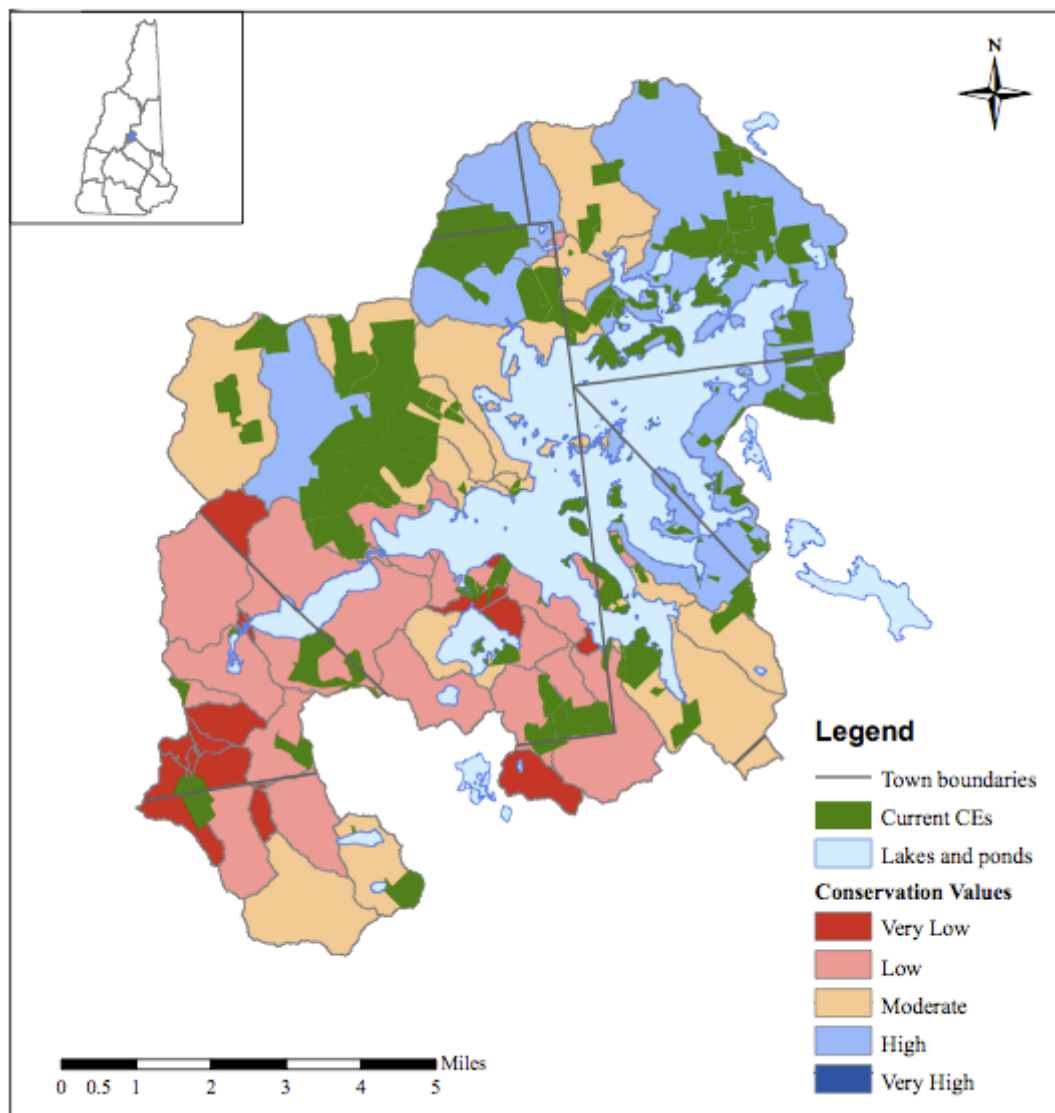 N
Legend
Town boundaries
Current CEs
Lakes and ponds
Conservation Values
Very Low
Low
Moderate
High
Very High
Miles
0 0.5 1 2 3 4 5